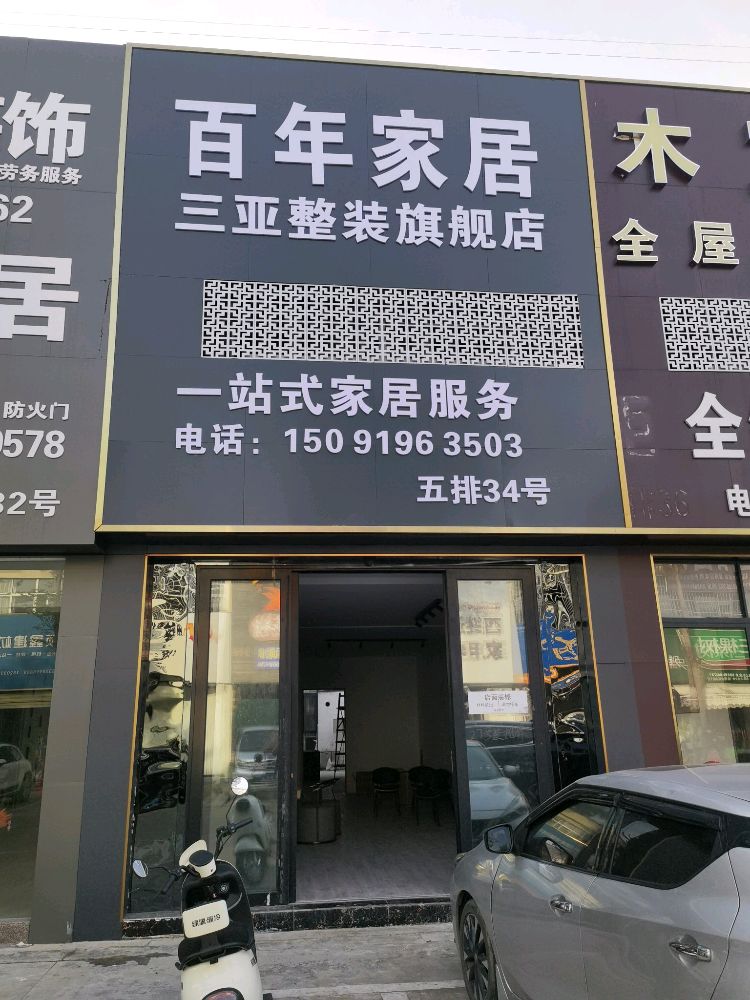 百年家居
三亚整装旗舰店
一站式家居服务
电话：150 9196 3503
五排34号
饰
劳务服务
62
居
防火门
0578
32号
木
全屋
全
电